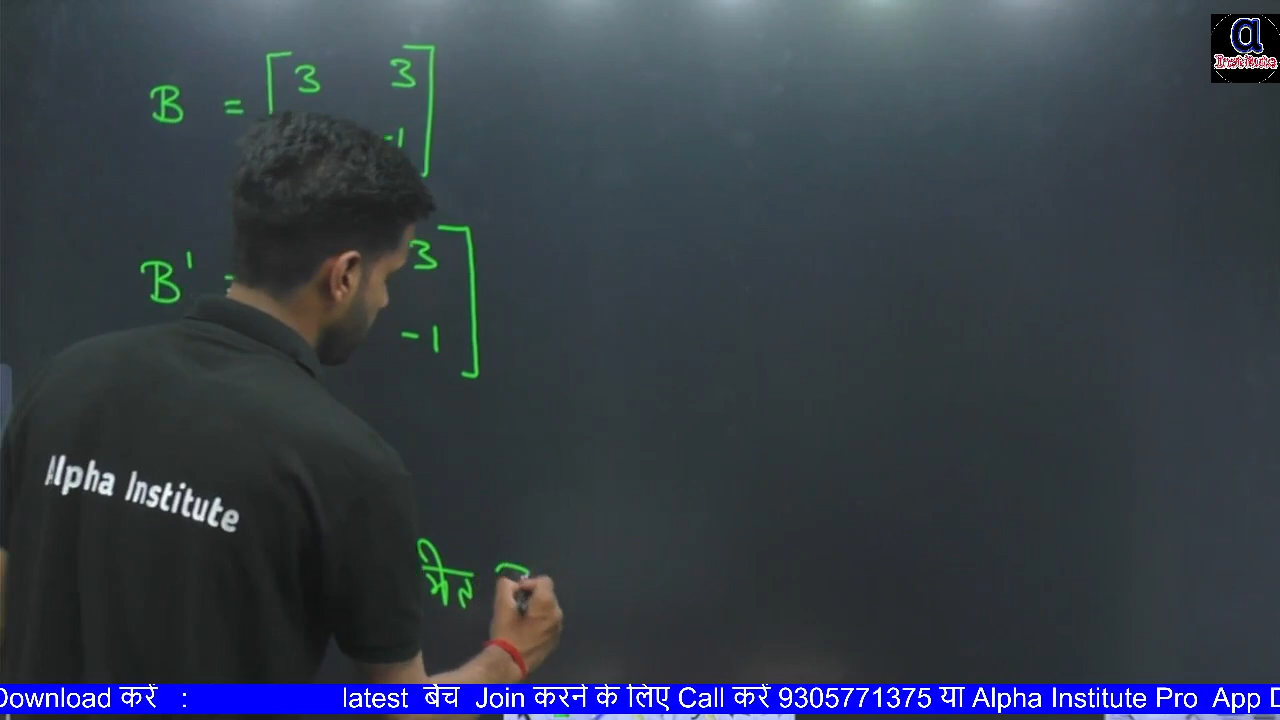 α
Institute
B = [ 3 3
-1 ]
B' = 3
-1 ]
Alpha Institute
Download करें : latest बैंच Join करने के लिए Call करें 9305771375 या Alpha Institute Pro App D